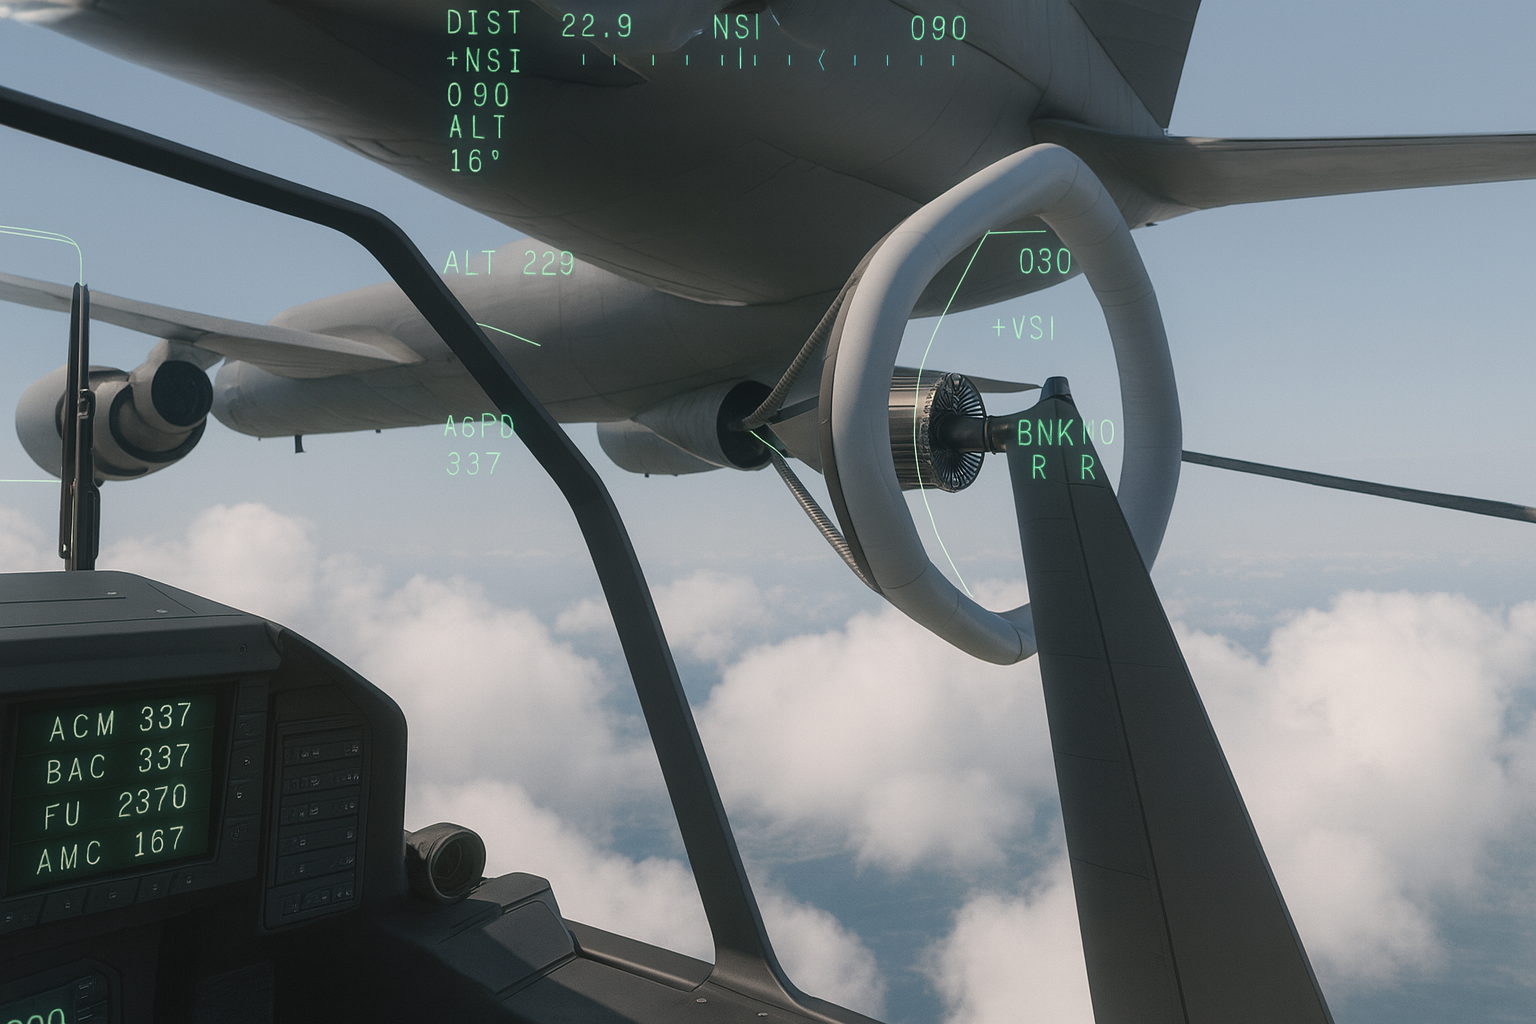 DIST 22.9 NSI 090
+NSI
090
ALT
16°
ALT 229
030
+VSI
A6PD
337
BNK NO
R R
ACM 337
BAC 337
FU 2370
AMC 167